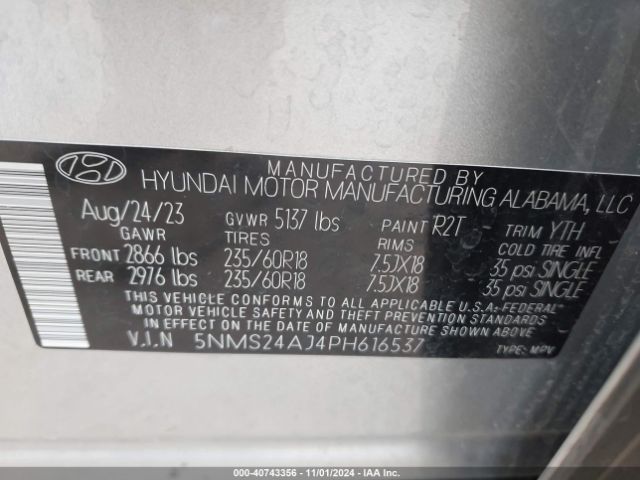 MANUFACTURED BY
HYUNDAI MOTOR MANUFACTURING ALABAMA, LLC
Aug/24/23 GVWR 5137 lbs PAINT R2T TRIM YTH
GAWR TIRES RIMS COLD TIRE INFL
FRONT 2866 lbs 235/60R18 7.5JX18 35 psi SINGLE
REAR 2976 lbs 235/60R18 7.5JX18 35 psi SINGLE
THIS VEHICLE CONFORMS TO ALL APPLICABLE U.S.A.-FEDERAL
MOTOR VEHICLE SAFETY AND THEFT PREVENTION STANDARDS
IN EFFECT ON THE DATE OF MANUFACTURE SHOWN ABOVE.
V.I.N 5NMS24AJ4PH616537 TYPE: MPV
000-40743356 - 11/01/2024 - iaai.com